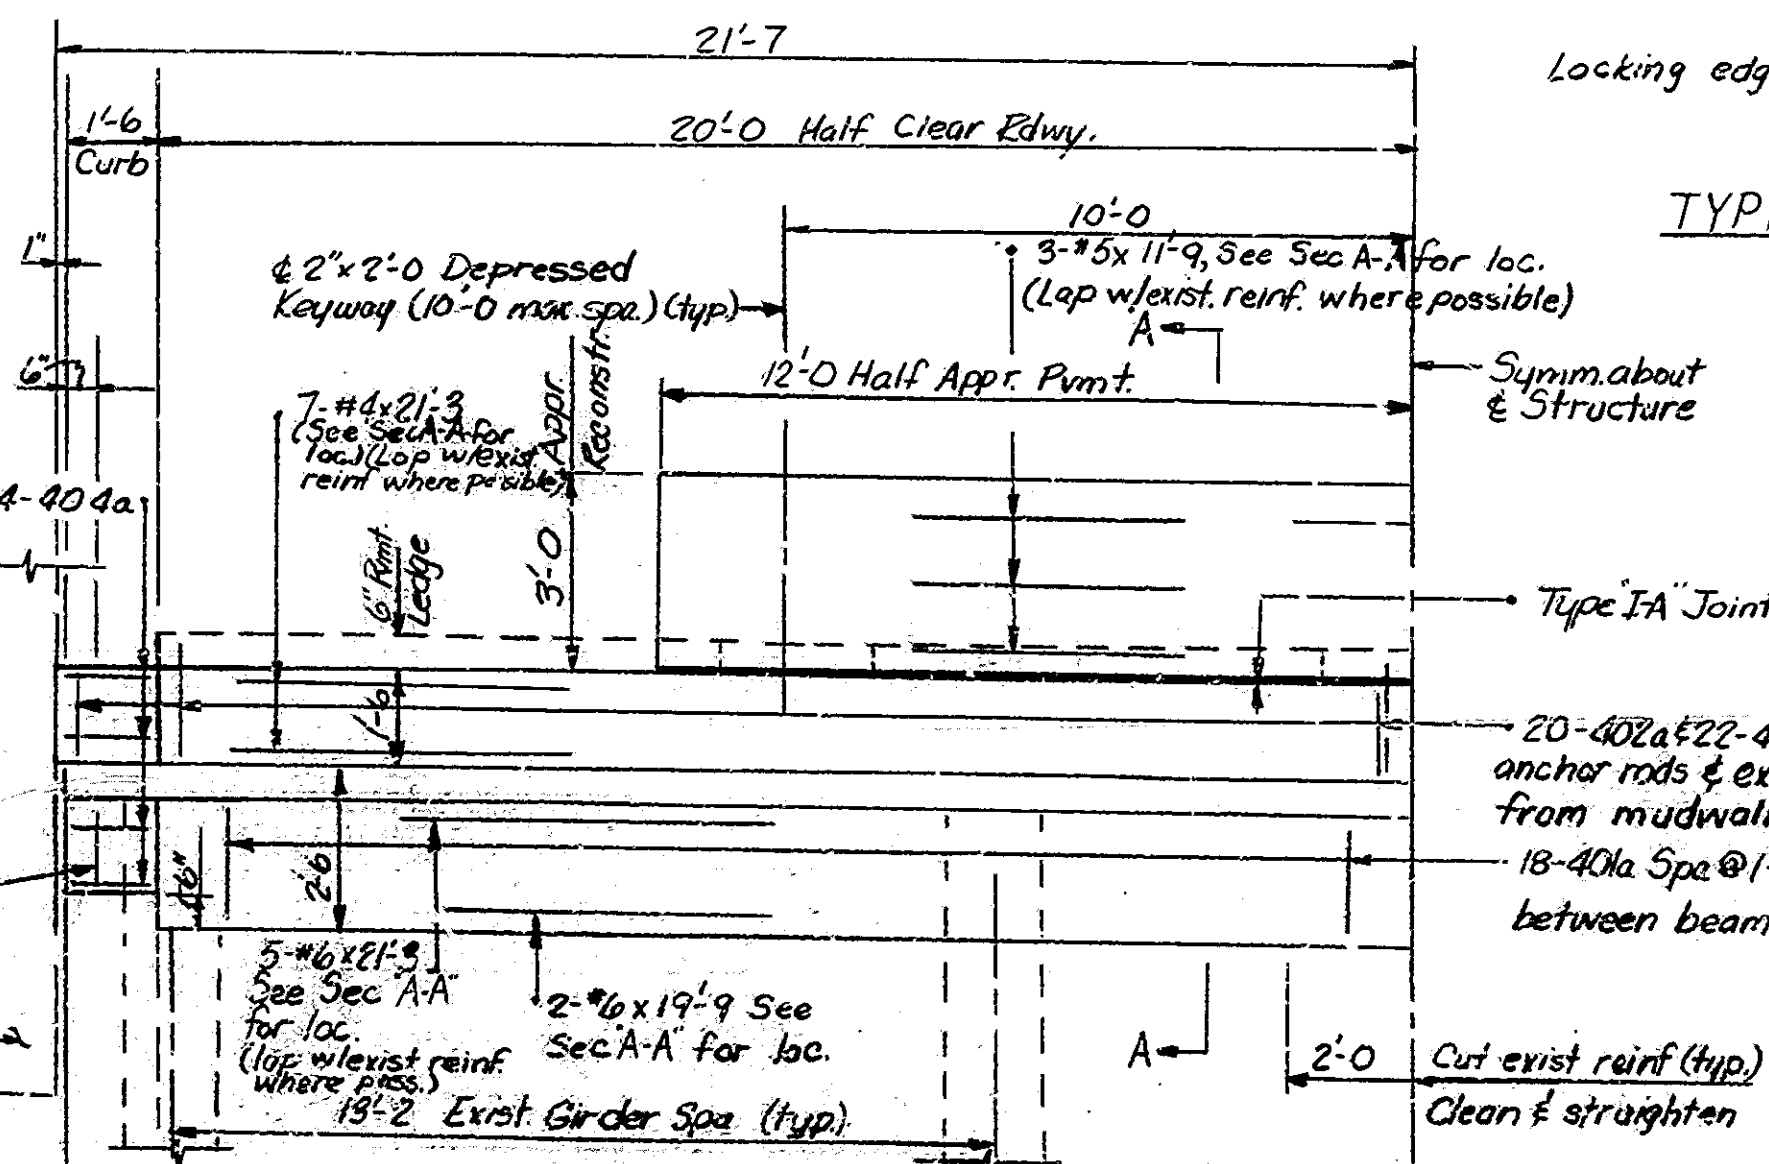 21'-7
Locking edg
1'-6
Curb
20'-0 Half Clear Rdwy.
TYP
10'-0
1"
¢ 2"x2'-0 Depressed
Keyway (10'-0 max spa.) (typ.)
3-#5x 11'-9, See Sec A-A for loc.
(Lap w/exist. reinf. where possible)
A
6"
12'-0 Half Appr. Pvmt.
Symm. about
¢ Structure
7-#4x21'-3
(See Sec A-A for
loc.)(Lap w/exist
reinf where possible)
3'-0 Appr.
Reconstr.
4-404a
6" Pvmt.
Ledge
Type "I-A" Joint
1'-6
20-402a & 22-4
anchor rods & ex
from mudwall
18-401a Spa @ 1-
between beam
6"
2'-6
5-#6x21'-3
See Sec "A-A"
for loc.
(lap w/exist reinf.
where poss.)
2-#6 x 19'-9 See
Sec "A-A" for loc.
A
2'-0
Cut exist reinf (typ.)
Clean & straighten
13'-2 Exist. Girder Spa (typ.)